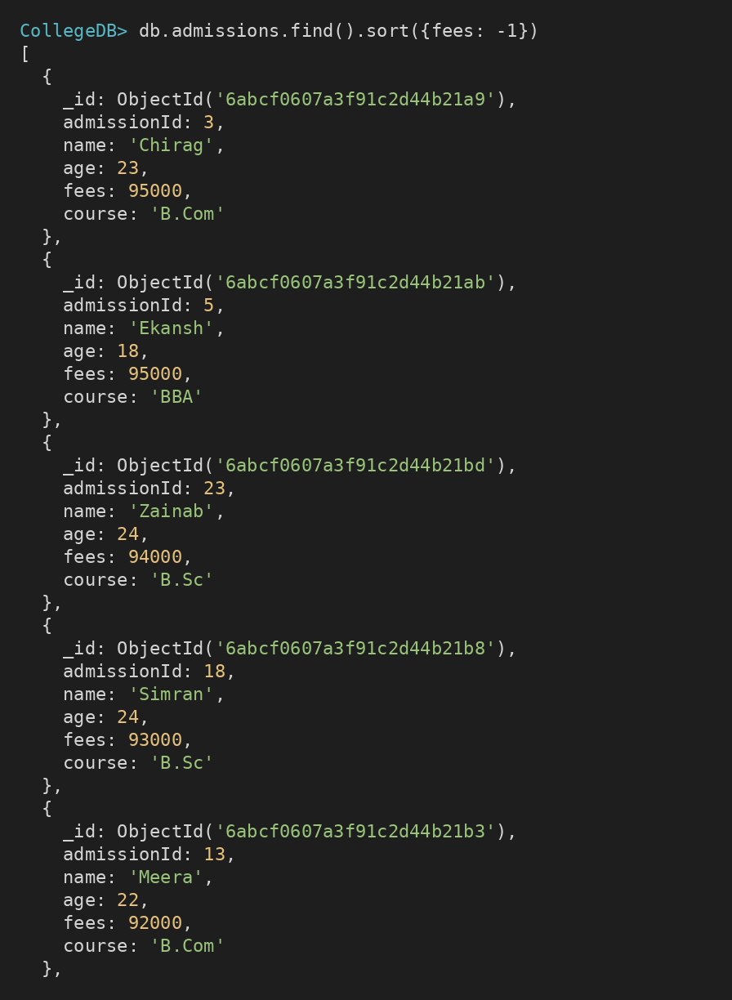 CollegeDB> db.admissions.find().sort({fees: -1})
[
  {
    _id: ObjectId('6abcf0607a3f91c2d44b21a9'),
    admissionId: 3,
    name: 'Chirag',
    age: 23,
    fees: 95000,
    course: 'B.Com'
  },
  {
    _id: ObjectId('6abcf0607a3f91c2d44b21ab'),
    admissionId: 5,
    name: 'Ekansh',
    age: 18,
    fees: 95000,
    course: 'BBA'
  },
  {
    _id: ObjectId('6abcf0607a3f91c2d44b21bd'),
    admissionId: 23,
    name: 'Zainab',
    age: 24,
    fees: 94000,
    course: 'B.Sc'
  },
  {
    _id: ObjectId('6abcf0607a3f91c2d44b21b8'),
    admissionId: 18,
    name: 'Simran',
    age: 24,
    fees: 93000,
    course: 'B.Sc'
  },
  {
    _id: ObjectId('6abcf0607a3f91c2d44b21b3'),
    admissionId: 13,
    name: 'Meera',
    age: 22,
    fees: 92000,
    course: 'B.Com'
  },